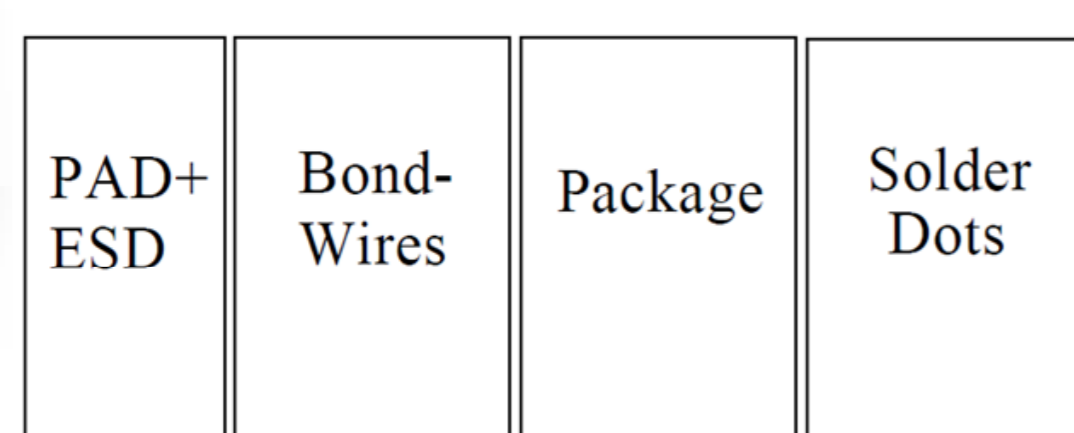 PAD+
ESD
Bond-
Wires
Package
Solder
Dots